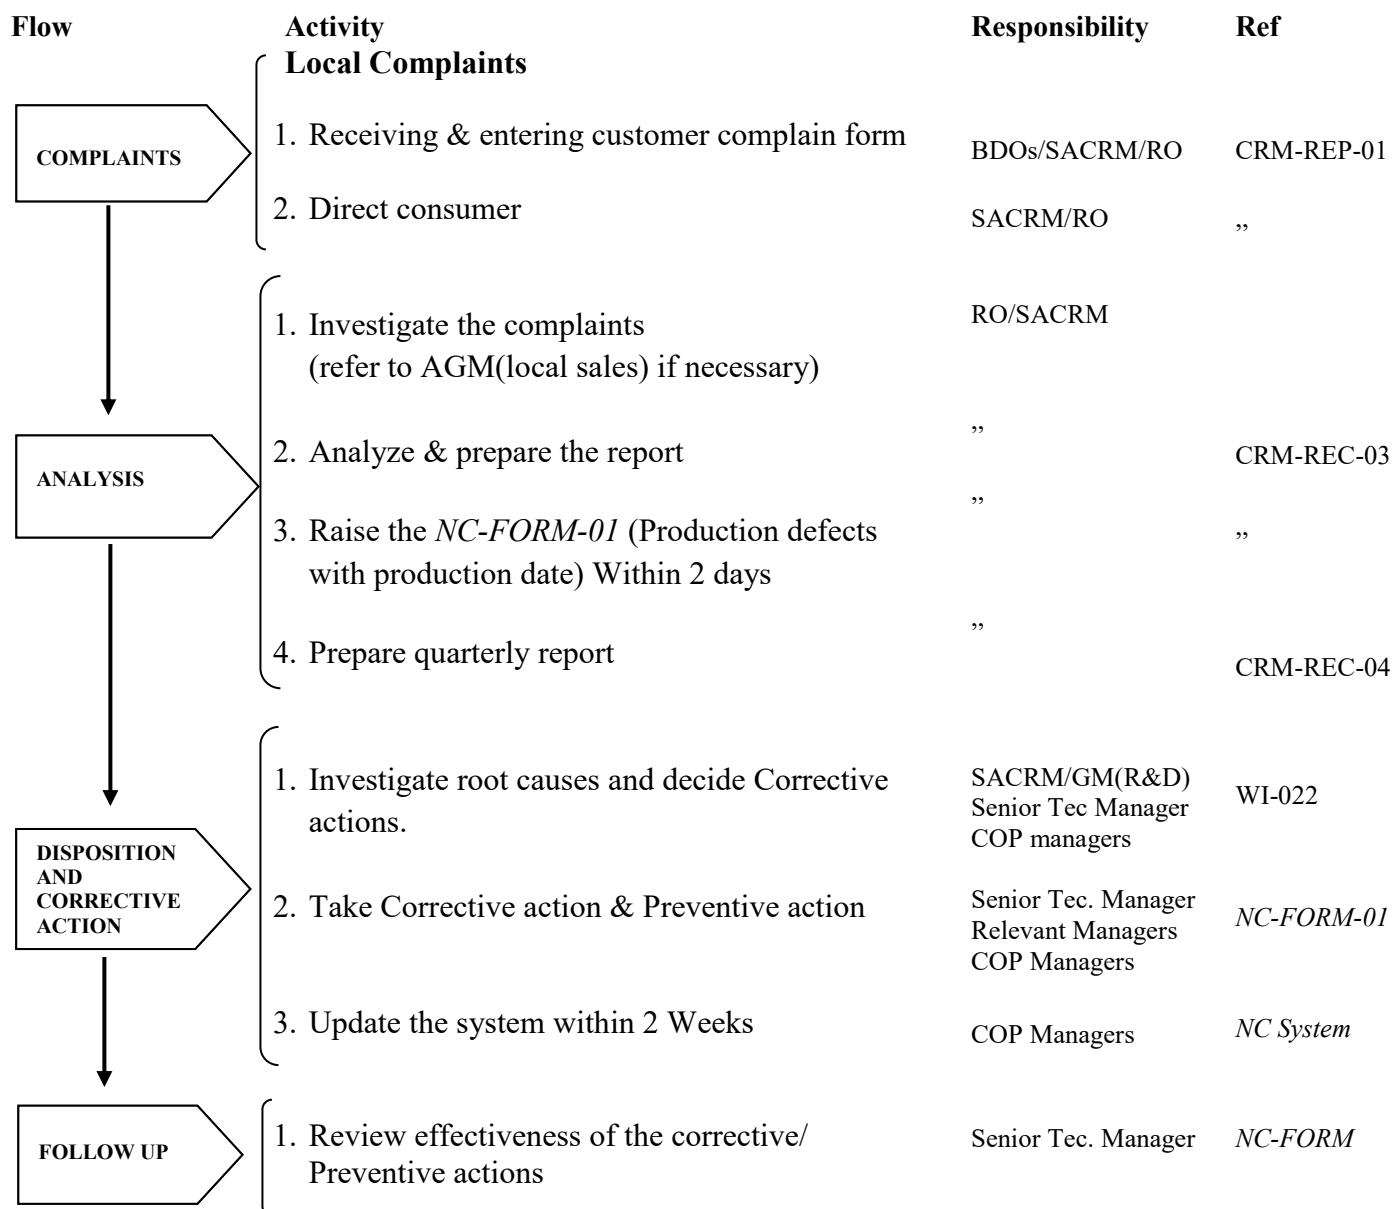 Flow Activity Responsibility Ref
Local Complaints
COMPLAINTS
1. Receiving & entering customer complain form BDOs/SACRM/RO CRM-REP-01
2. Direct consumer SACRM/RO ,,
ANALYSIS
1. Investigate the complaints RO/SACRM
(refer to AGM(local sales) if necessary)
,,
2. Analyze & prepare the report CRM-REC-03
,,
3. Raise the NC-FORM-01 (Production defects ,,
with production date) Within 2 days
,,
4. Prepare quarterly report CRM-REC-04
DISPOSITION
AND
CORRECTIVE
ACTION
1. Investigate root causes and decide Corrective SACRM/GM(R&D)
actions. Senior Tec Manager WI-022
COP managers
2. Take Corrective action & Preventive action Senior Tec. Manager
Relevant Managers NC-FORM-01
COP Managers
3. Update the system within 2 Weeks COP Managers NC System
FOLLOW UP
1. Review effectiveness of the corrective/ Senior Tec. Manager NC-FORM
Preventive actions